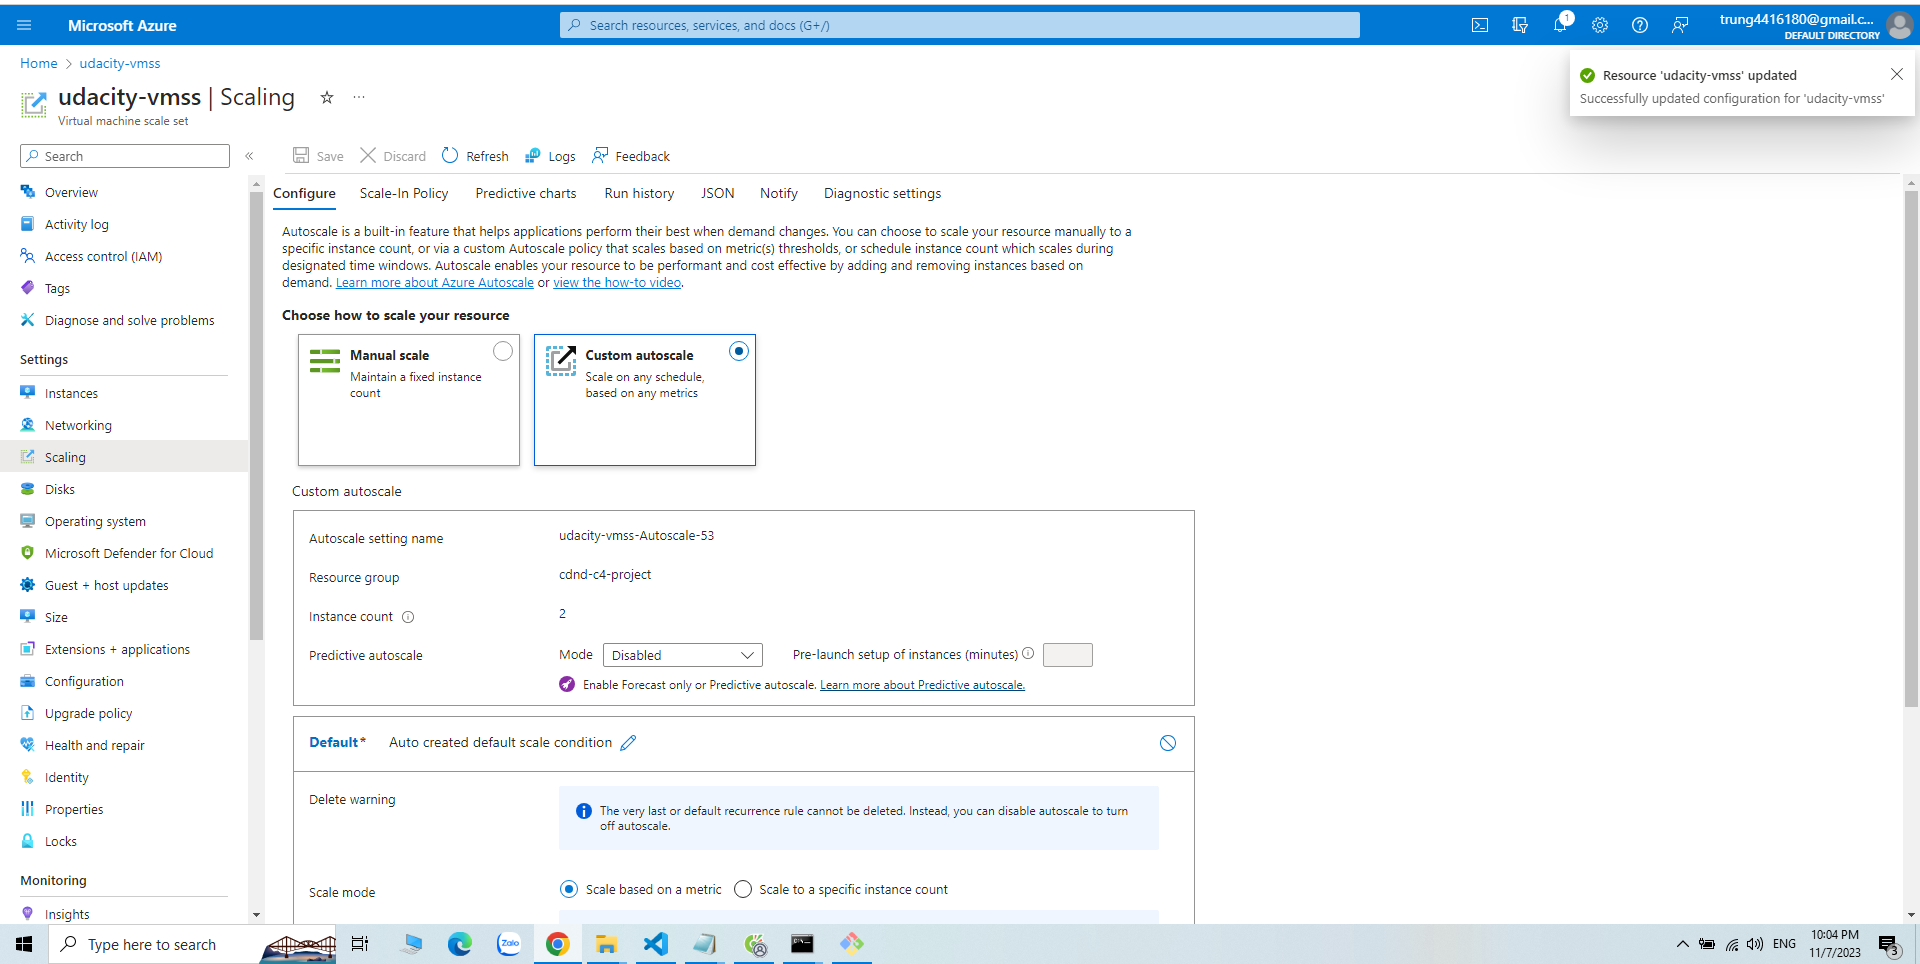 Microsoft Azure
Search resources, services, and docs (G+/)
1
trung4416180@gmail.c...
DEFAULT DIRECTORY
Home
udacity-vmss
Resource 'udacity-vmss' updated
Successfully updated configuration for 'udacity-vmss'
udacity-vmss | Scaling
Virtual machine scale set
Search
Save
Discard
Refresh
Logs
Feedback
Overview
Activity log
Access control (IAM)
Tags
Diagnose and solve problems
Settings
Instances
Networking
Scaling
Disks
Operating system
Microsoft Defender for Cloud
Guest + host updates
Size
Extensions + applications
Configuration
Upgrade policy
Health and repair
Identity
Properties
Locks
Monitoring
Insights
Configure
Scale-In Policy
Predictive charts
Run history
JSON
Notify
Diagnostic settings
Autoscale is a built-in feature that helps applications perform their best when demand changes. You can choose to scale your resource manually to a
specific instance count, or via a custom Autoscale policy that scales based on metric(s) thresholds, or schedule instance count which scales during
designated time windows. Autoscale enables your resource to be performant and cost effective by adding and removing instances based on
demand. Learn more about Azure Autoscale or view the how-to video.
Choose how to scale your resource
Manual scale
Maintain a fixed instance
count
Custom autoscale
Scale on any schedule,
based on any metrics
Custom autoscale
Autoscale setting name
udacity-vmss-Autoscale-53
Resource group
cdnd-c4-project
Instance count
2
Predictive autoscale
Mode
Disabled
Pre-launch setup of instances (minutes)
Enable Forecast only or Predictive autoscale. Learn more about Predictive autoscale.
Default*
Auto created default scale condition
Delete warning
The very last or default recurrence rule cannot be deleted. Instead, you can disable autoscale to turn
off autoscale.
Scale mode
Scale based on a metric
Scale to a specific instance count
Type here to search
Zalo
ENG
10:04 PM
11/7/2023
3